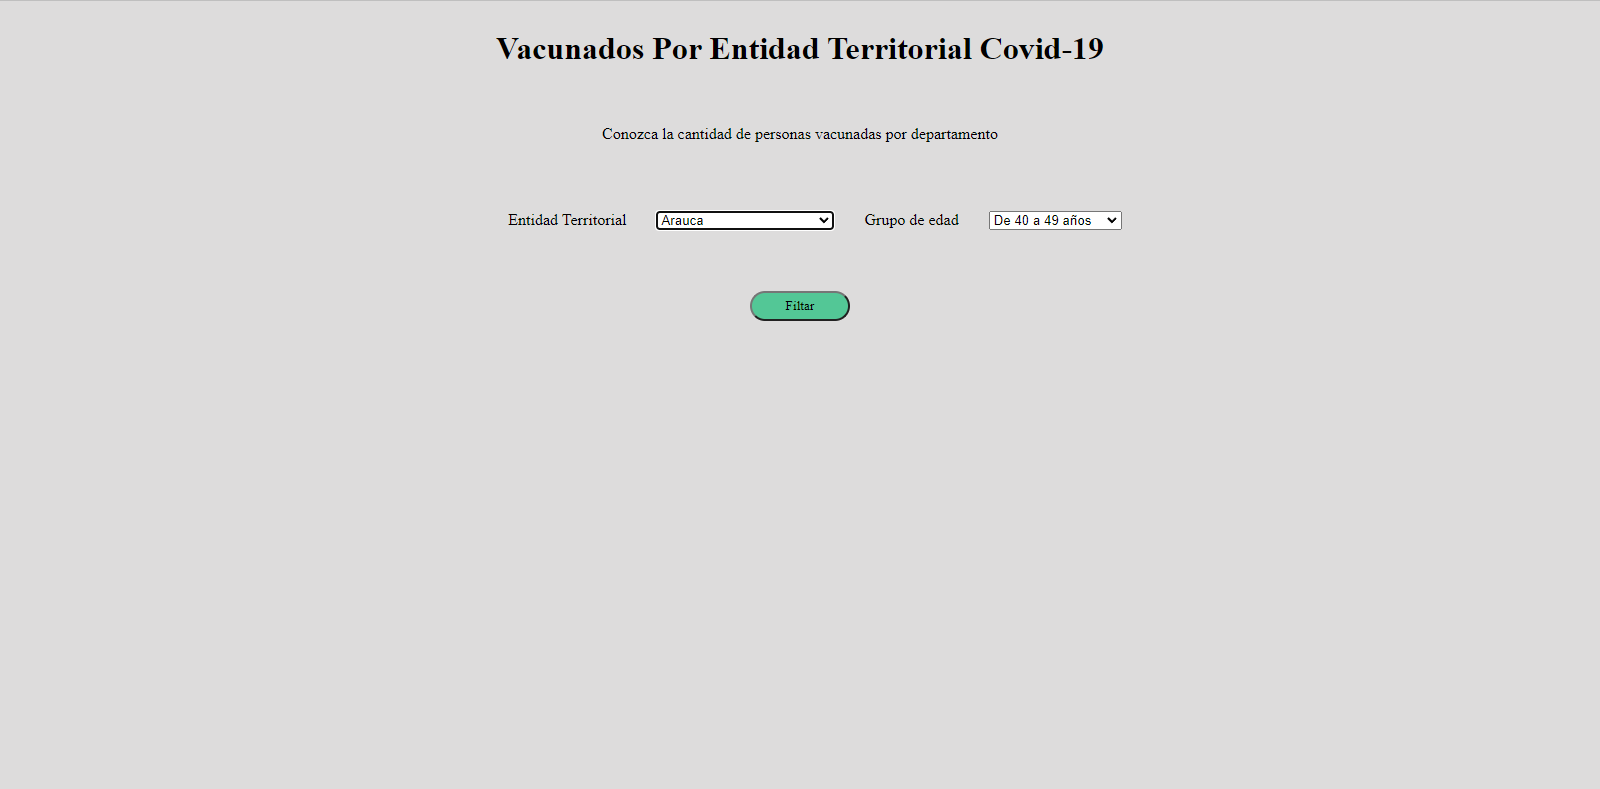 Vacunados Por Entidad Territorial Covid-19
Conozca la cantidad de personas vacunadas por departamento
Entidad Territorial Arauca Grupo de edad De 40 a 49 años
Filtar